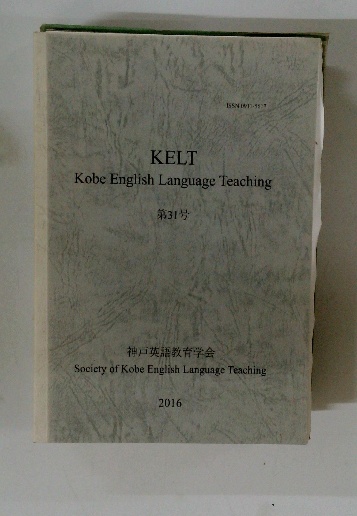 KELT
Kobe English Language Teaching
第31号
神戸英語教育学会
Society of Kobe English Language Teaching
2016